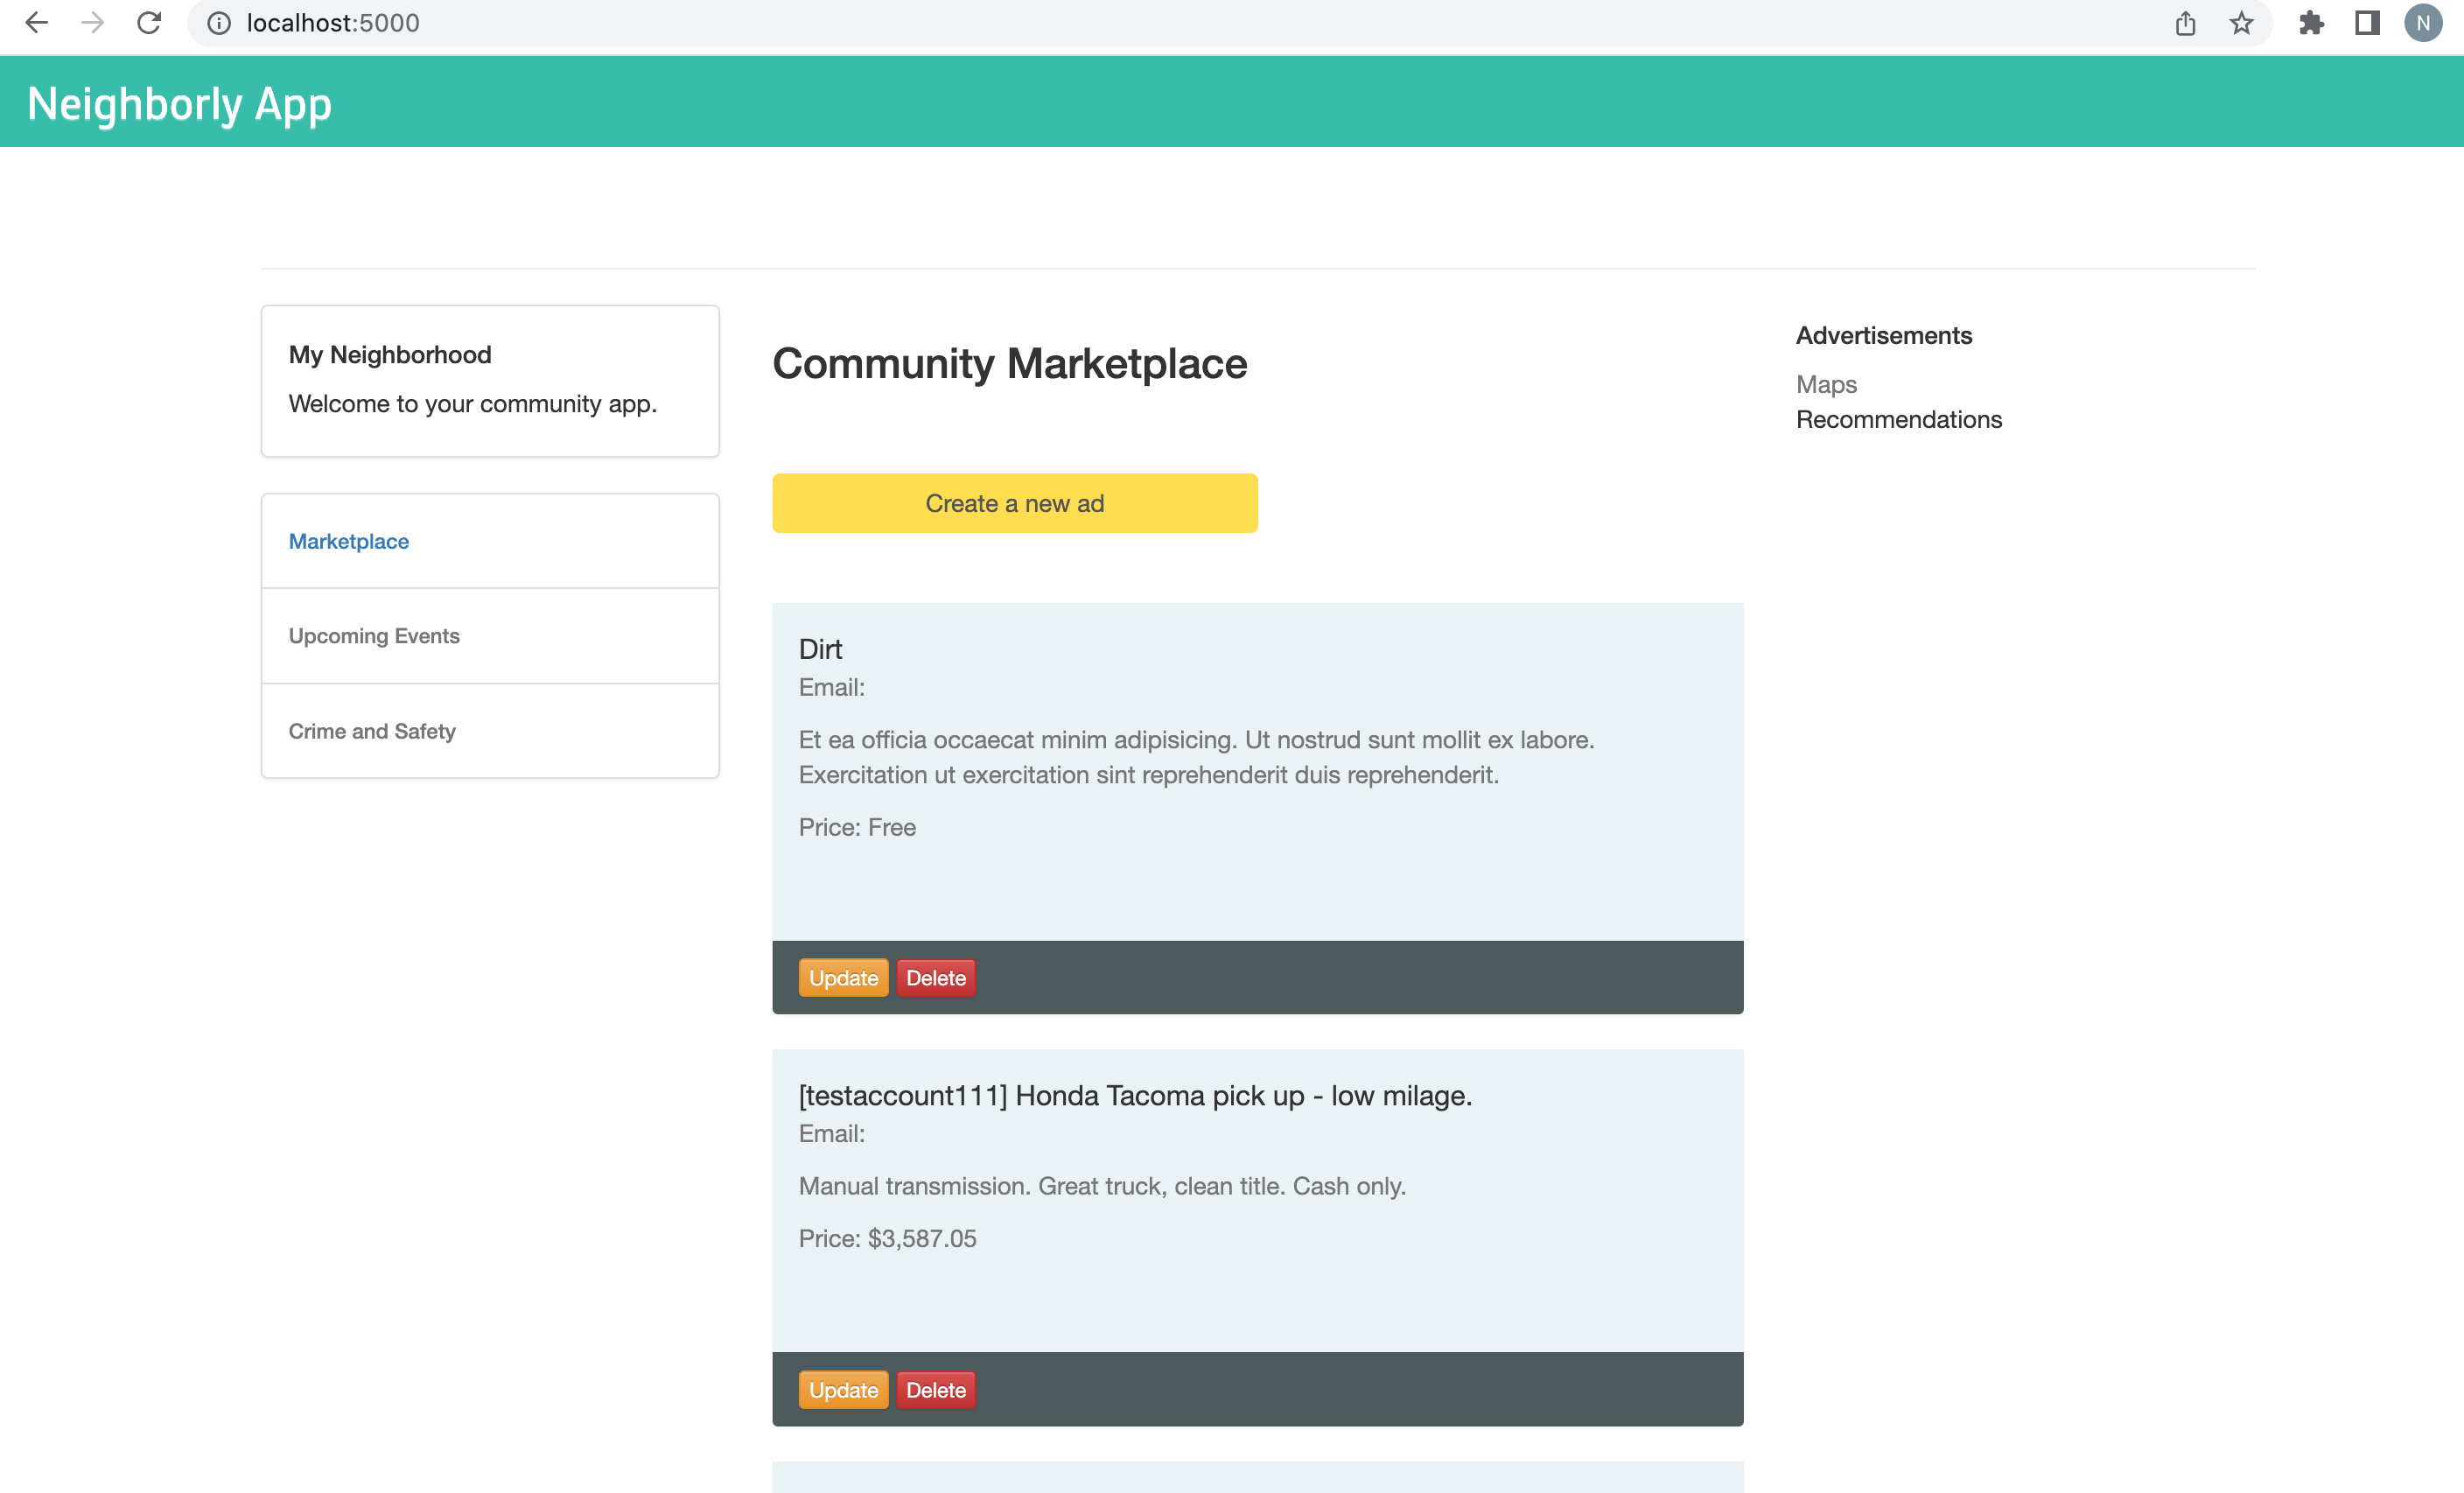 localhost:5000
N
Neighborly App
My Neighborhood
Welcome to your community app.
Marketplace
Upcoming Events
Crime and Safety
Community Marketplace
Create a new ad
Dirt
Email:
Et ea officia occaecat minim adipisicing. Ut nostrud sunt mollit ex labore.
Exercitation ut exercitation sint reprehenderit duis reprehenderit.
Price: Free
Update Delete
[testaccount111] Honda Tacoma pick up - low milage.
Email:
Manual transmission. Great truck, clean title. Cash only.
Price: $3,587.05
Update Delete
Advertisements
Maps
Recommendations